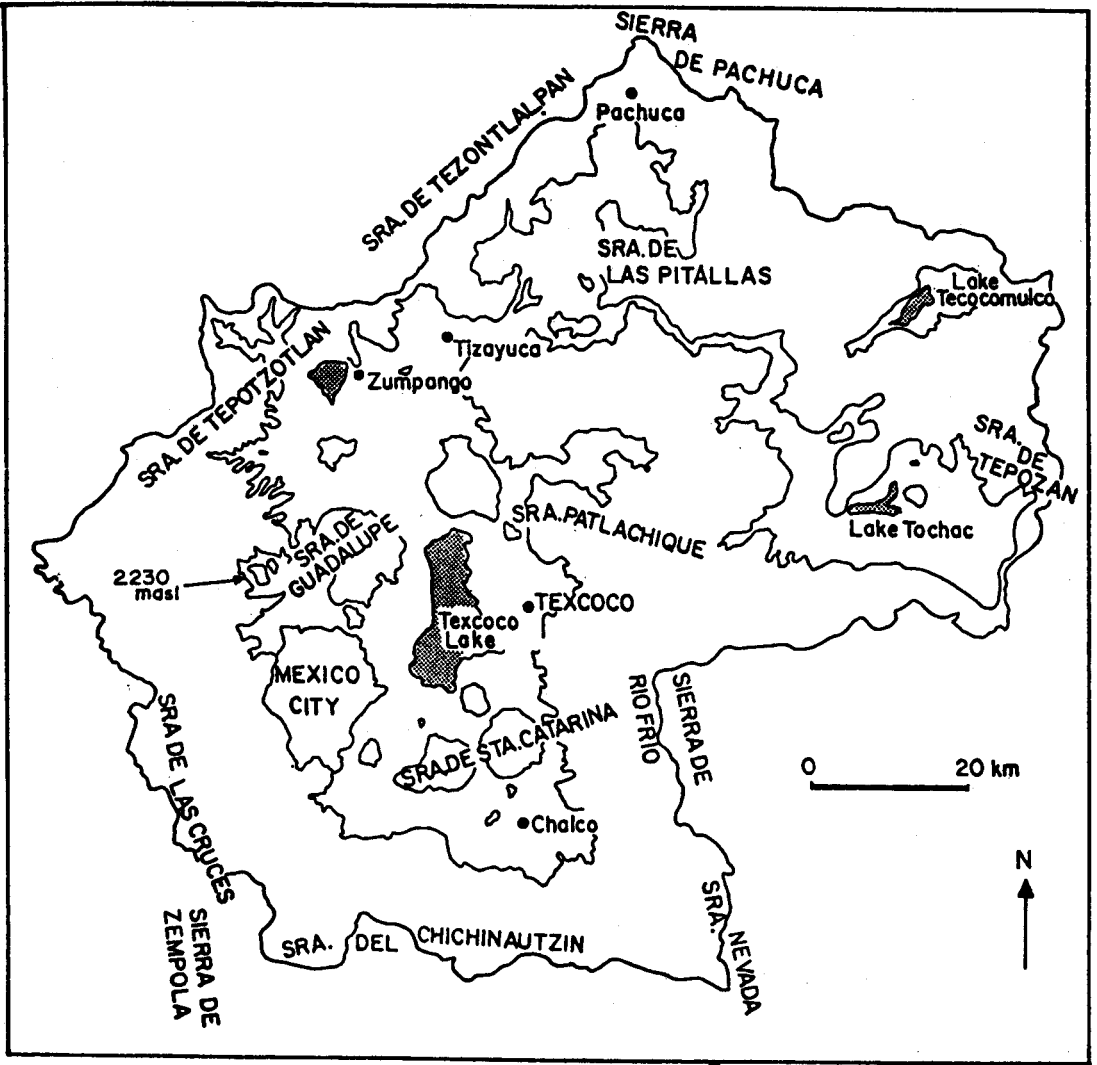 SIERRA
DE PACHUCA
Pachuca
SRA. DE TEZONTLALPAN
SRA. DE
LAS PITALLAS
Lake
Tecocomulco
Tizayuca
Zumpango
SRA. DE TEPOTZOTLAN
SRA.
DE
TEPOZAN
Lake Tochac
SRA. PATLACHIQUE
SRA. DE
GUADALUPE
2230
masl
TEXCOCO
Texcoco
Lake
MEXICO
CITY
SRA. DE STA. CATARINA
SIERRA DE
RIO FRIO
0 20 km
Chalco
SRA DE LAS CRUCES
N
SIERRA DE
ZEMPOLA
SRA. DEL CHICHINAUTZIN
SRA. NEVADA